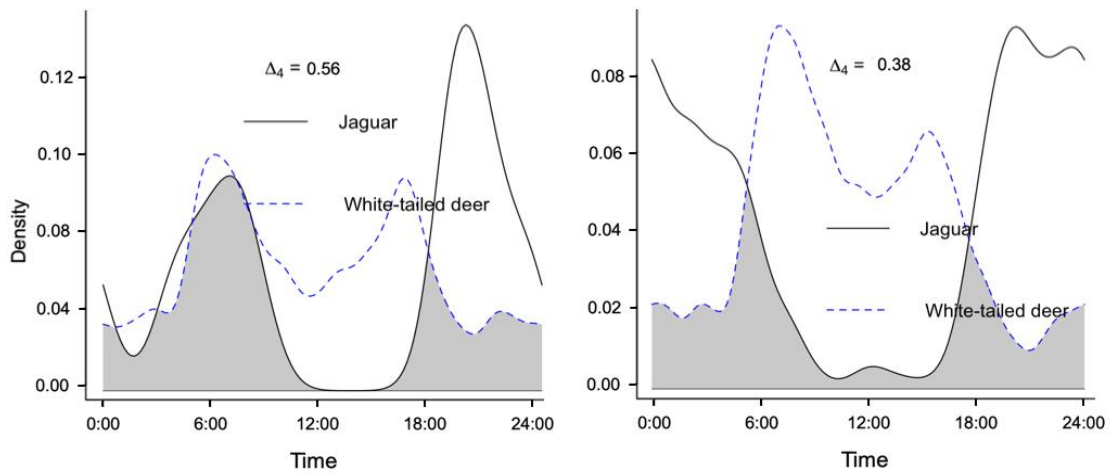 Δ4 = 0.56
Jaguar
White-tailed deer
Density
0.12
0.10
0.08
0.04
0.00
0:00 6:00 12:00 18:00 24:00
Time
Δ4 = 0.38
Jaguar
White-tailed deer
0.08
0.06
0.04
0.02
0.00
0:00 6:00 12:00 18:00 24:00
Time